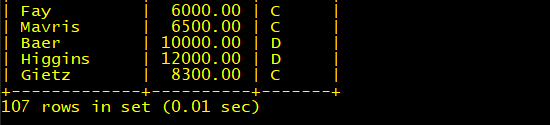 | Fay | 6000.00 | C |
| Mavris | 6500.00 | C |
| Baer | 10000.00 | D |
| Higgins | 12000.00 | D |
| Gietz | 8300.00 | C |
+-------------+----------+-------+
107 rows in set (0.01 sec)